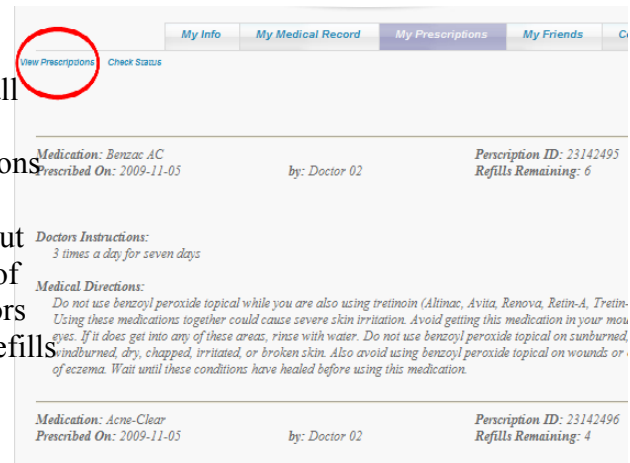 My Info My Medical Record My Prescriptions My Friends
View Prescriptions Check Status
all
ons
out
of
ors
efills
Medication: Benzac AC Perscription ID: 23142495
Prescribed On: 2009-11-05 by: Doctor 02 Refills Remaining: 6
Doctors Instructions:
3 times a day for seven days
Medical Directions:
Do not use benzoyl peroxide topical while you are also using tretinoin (Altinac, Avita, Renova, Retin-A, Tretin-
Using these medications together could cause severe skin irritation. Avoid getting this medication in your mou
eyes. If it does get into any of these areas, rinse with water. Do not use benzoyl peroxide topical on sunburned,
windburned, dry, chapped, irritated, or broken skin. Also avoid using benzoyl peroxide topical on wounds or
of eczema. Wait until these conditions have healed before using this medication.
Medication: Acne-Clear Perscription ID: 23142496
Prescribed On: 2009-11-05 by: Doctor 02 Refills Remaining: 4